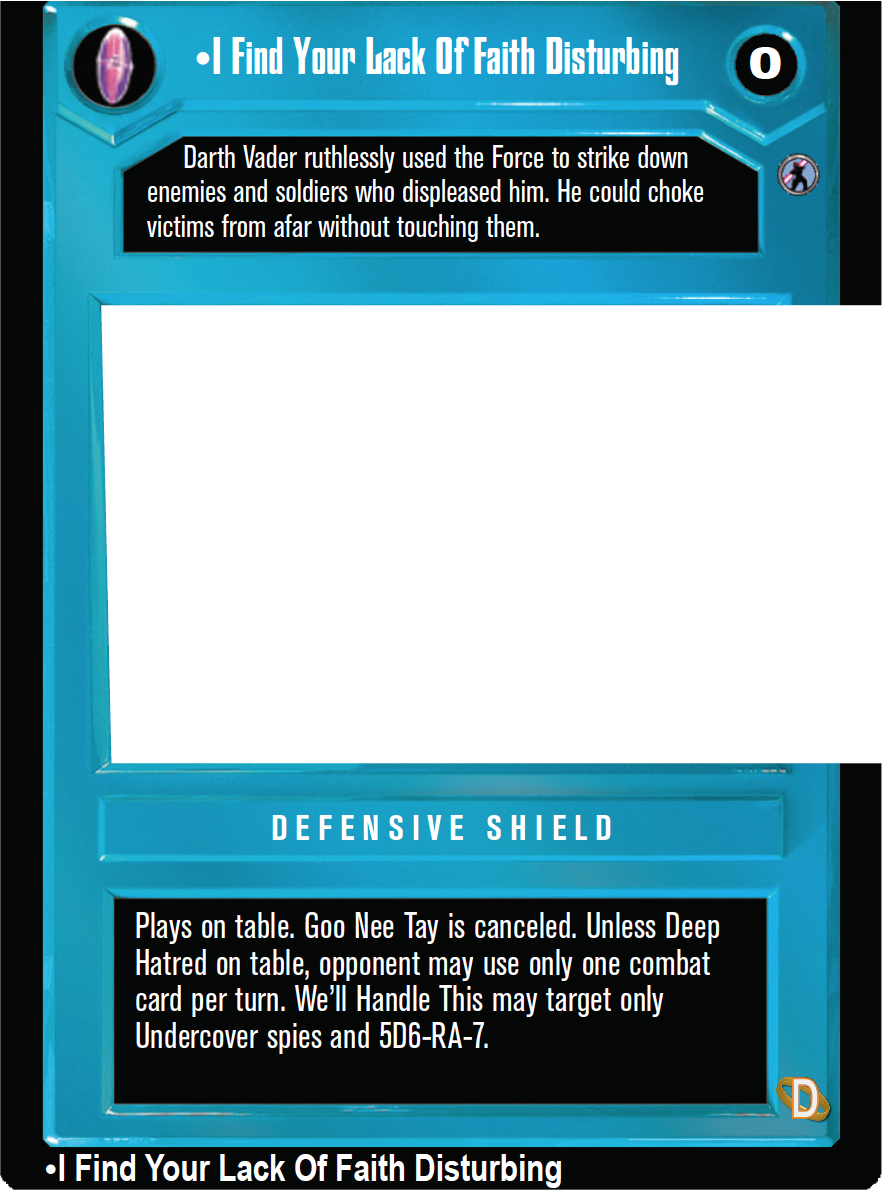 •I Find Your Lack Of Faith Disturbing
0
Darth Vader ruthlessly used the Force to strike down
enemies and soldiers who displeased him. He could choke
victims from afar without touching them.
DEFENSIVE SHIELD
Plays on table. Goo Nee Tay is canceled. Unless Deep
Hatred on table, opponent may use only one combat
card per turn. We’ll Handle This may target only
Undercover spies and 5D6-RA-7.
D
•I Find Your Lack Of Faith Disturbing